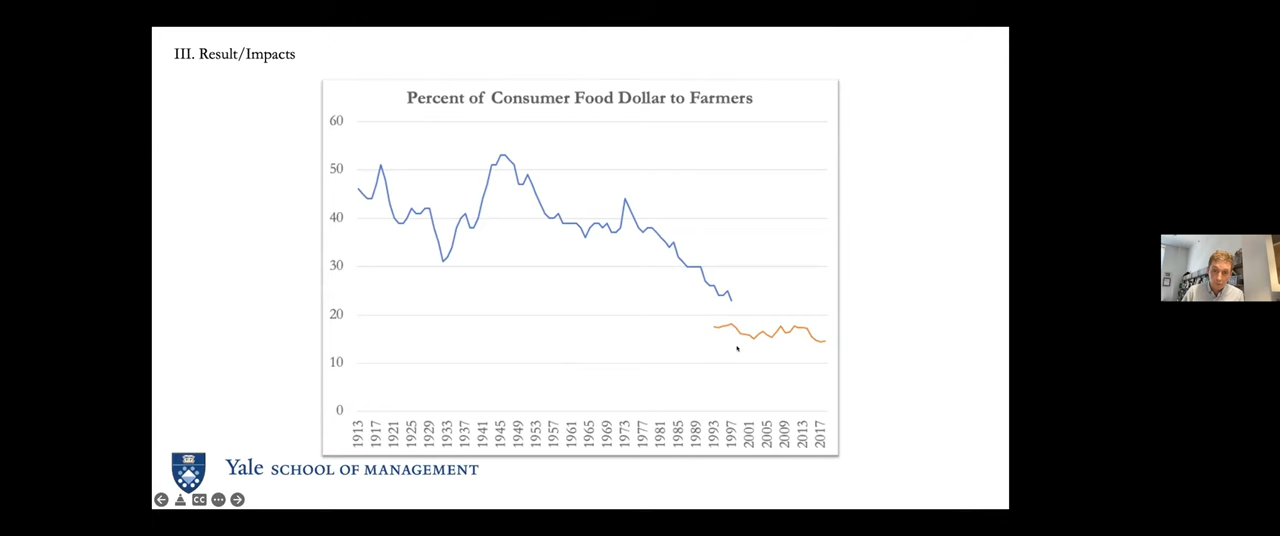 III. Result/Impacts
Percent of Consumer Food Dollar to Farmers
60
50
40
30
20
10
0
1913 1917 1921 1925 1929 1933 1937 1941 1945 1949 1953 1957 1961 1965 1969 1973 1977 1981 1985 1989 1993 1997 2001 2005 2009 2013 2017
Yale SCHOOL OF MANAGEMENT
CC